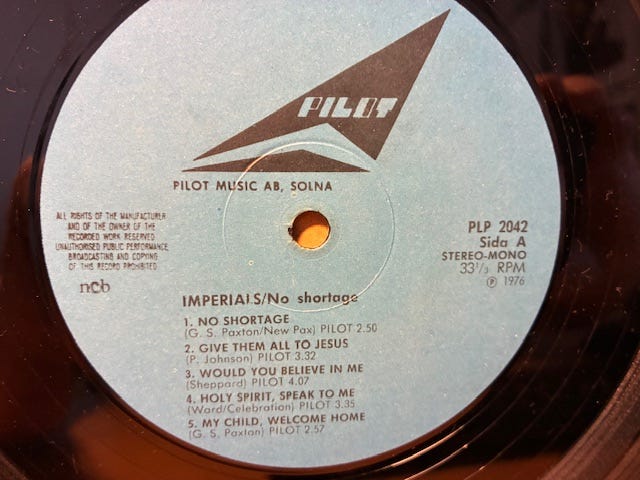 PILOT
PILOT MUSIC AB, SOLNA
ALL RIGHTS OF THE MANUFACTURER
AND OF THE OWNER OF THE
RECORDED WORK RESERVED
UNAUTHORISED PUBLIC PERFORMANCE
BROADCASTING AND COPYING
OF THIS RECORD PROHIBITED
ncb
PLP 2042
Sida A
STEREO-MONO
33 1/3 RPM
Ⓟ 1976
IMPERIALS/No shortage
1. NO SHORTAGE
(G. S. Paxton/New Pax) PILOT 2.50
2. GIVE THEM ALL TO JESUS
(P. Johnson) PILOT 3.32
3. WOULD YOU BELIEVE IN ME
(Sheppard) PILOT 4.07
4. HOLY SPIRIT, SPEAK TO ME
(Ward/Celebration) PILOT 3.35
5. MY CHILD, WELCOME HOME
(G. S. Paxton) PILOT 2.57